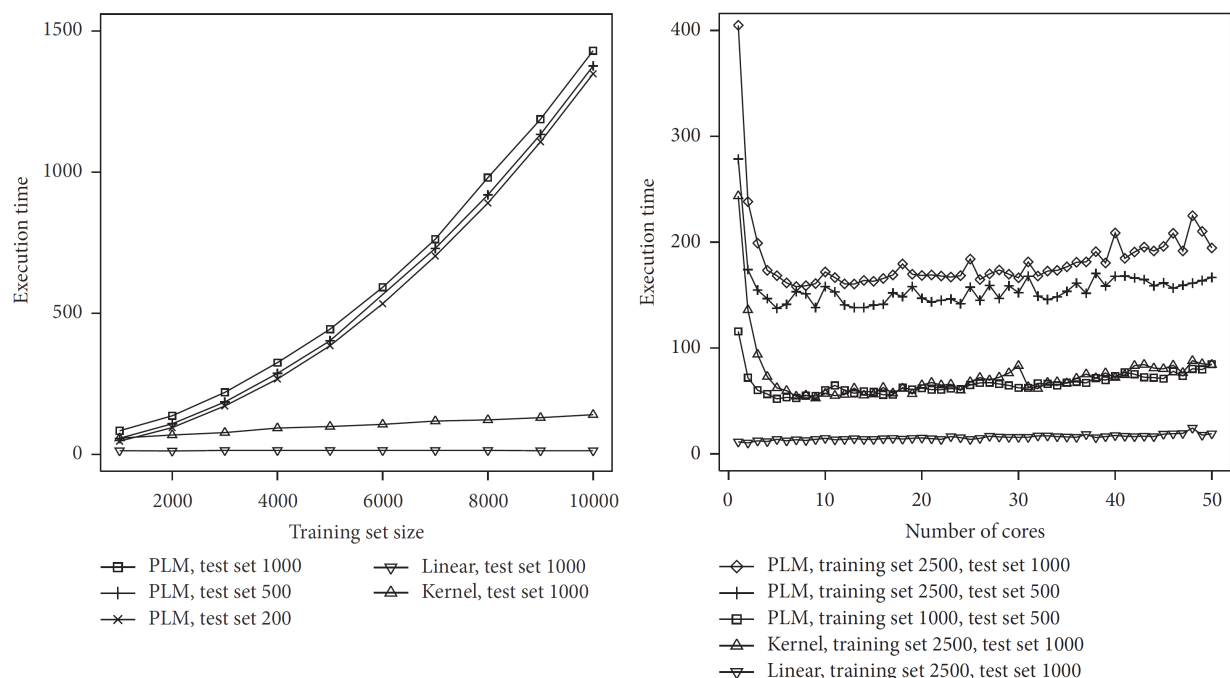 1500
1000
500
0
Execution time
2000
4000
6000
8000
10000
Training set size
PLM, test set 1000
PLM, test set 500
PLM, test set 200
Linear, test set 1000
Kernel, test set 1000
400
300
200
100
0
Execution time
0
10
20
30
40
50
Number of cores
PLM, training set 2500, test set 1000
PLM, training set 2500, test set 500
PLM, training set 1000, test set 500
Kernel, training set 2500, test set 1000
Linear, training set 2500, test set 1000